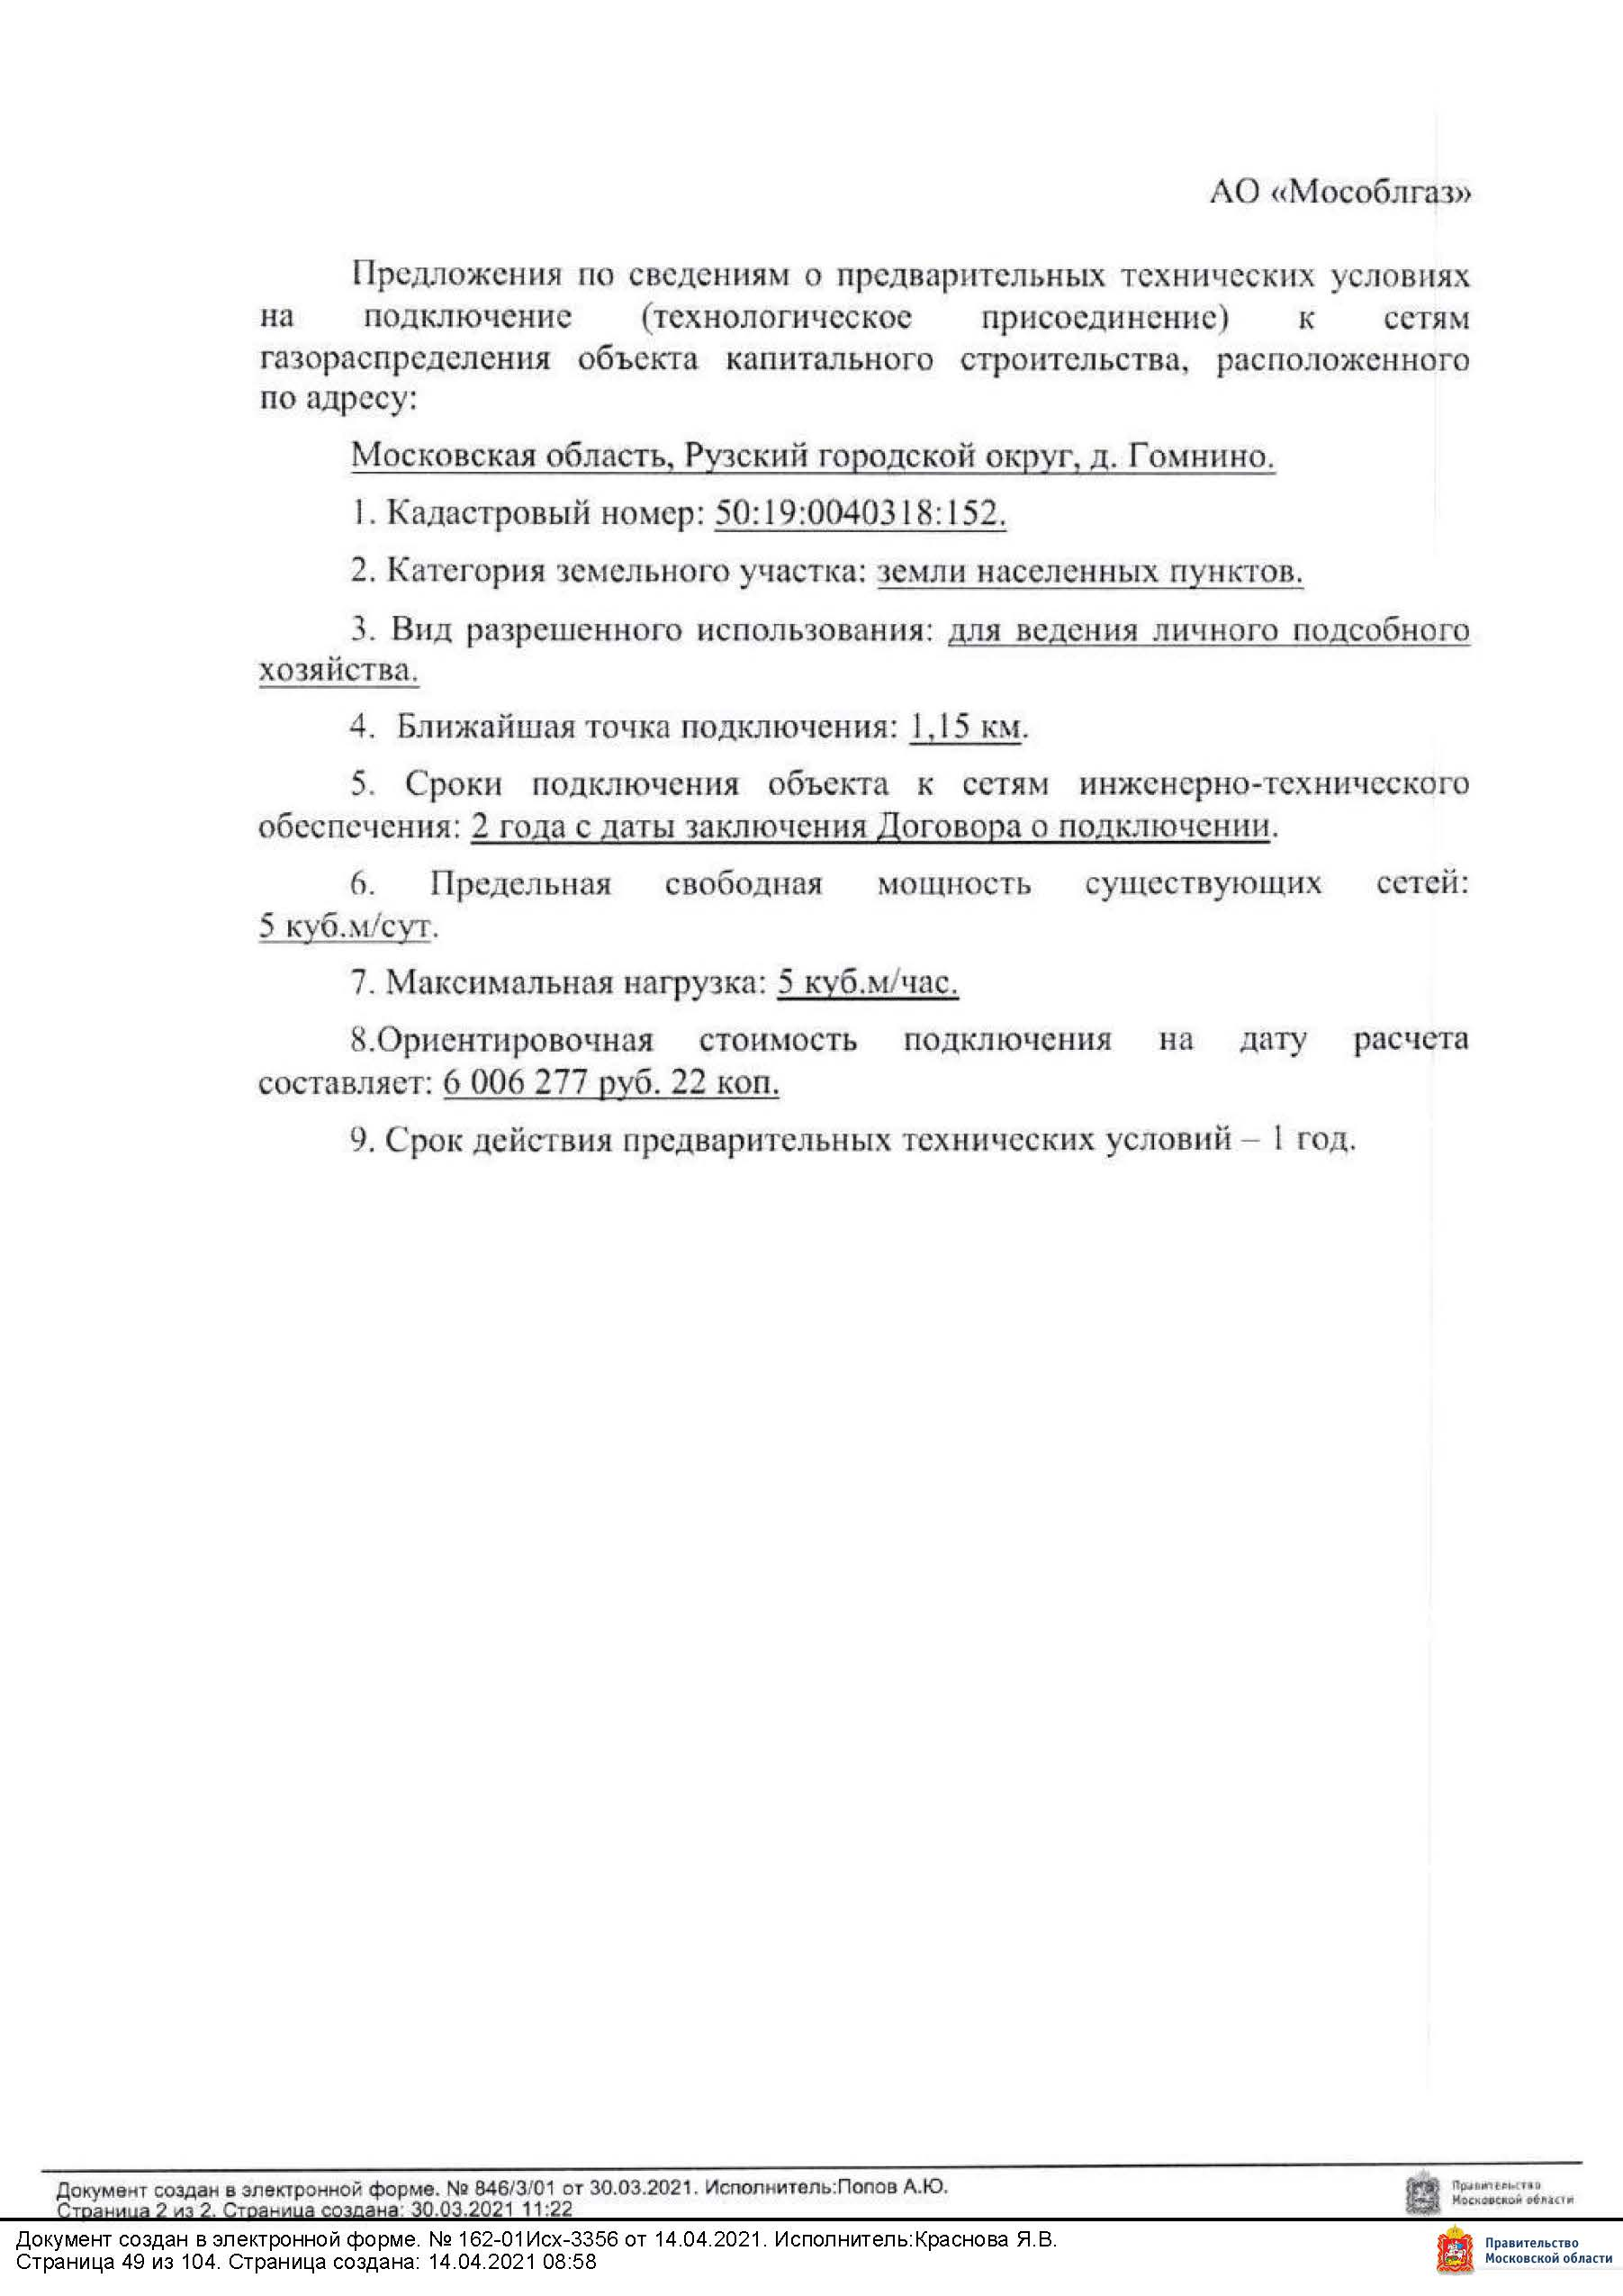 АО «Мособлгаз»
Предложения по сведениям о предварительных технических условиях
на подключение (технологическое присоединение) к сетям
газораспределения объекта капитального строительства, расположенного
по адресу:
Московская область, Рузский городской округ, д. Гомнино.
1. Кадастровый номер: 50:19:0040318:152.
2. Категория земельного участка: земли населенных пунктов.
3. Вид разрешенного использования: для ведения личного подсобного
хозяйства.
4. Ближайшая точка подключения: 1,15 км.
5. Сроки подключения объекта к сетям инженерно-технического
обеспечения: 2 года с даты заключения Договора о подключении.
6. Предельная свободная мощность существующих сетей:
5 куб.м/сут.
7. Максимальная нагрузка: 5 куб.м/час.
8.Ориентировочная стоимость подключения на дату расчета
составляет: 6 006 277 руб. 22 коп.
9. Срок действия предварительных технических условий – 1 год.
Документ создан в электронной форме. № 846/3/01 от 30.03.2021. Исполнитель:Попов А.Ю.
Страница 2 из 2. Страница создана: 30.03.2021 11:22
Правительство
Московской области
Документ создан в электронной форме. № 162-01Исх-3356 от 14.04.2021. Исполнитель:Краснова Я.В.
Страница 49 из 104. Страница создана: 14.04.2021 08:58
Правительство
Московской области